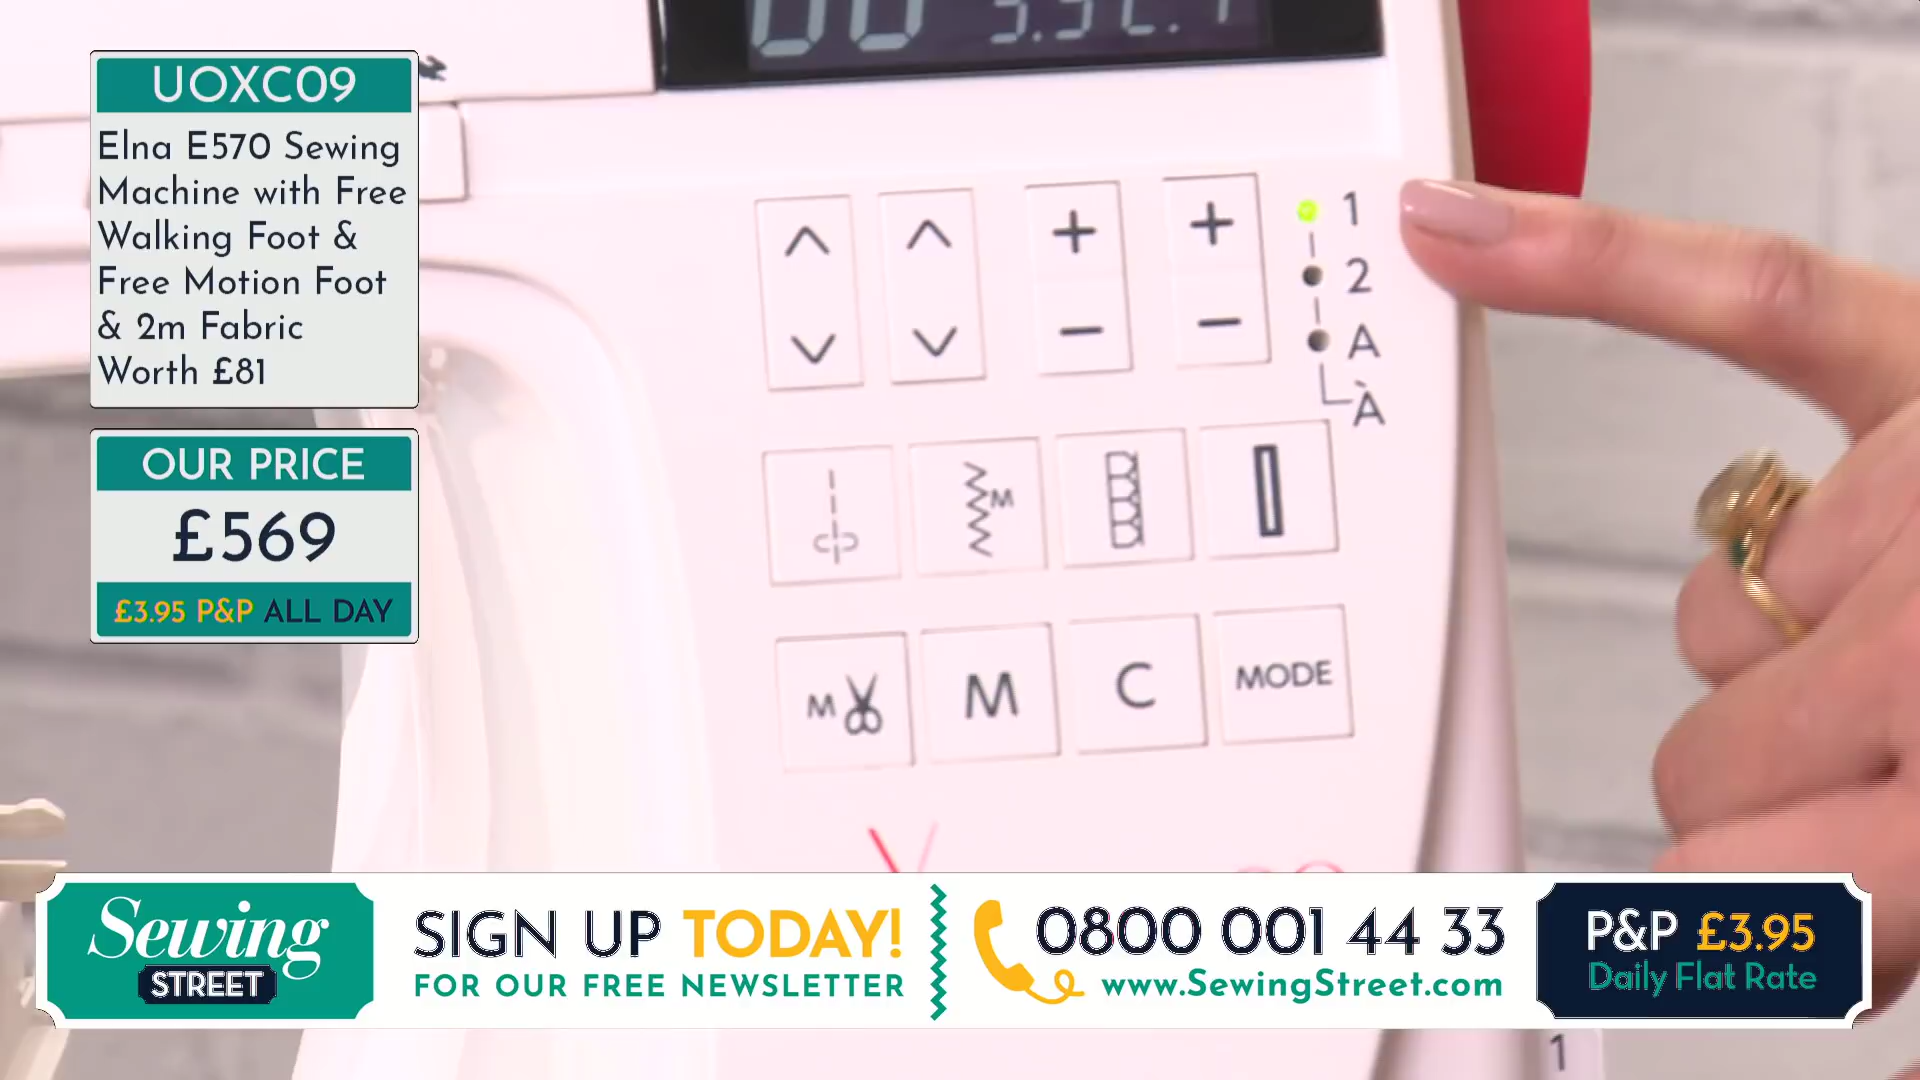 UOXC09
Elna E570 Sewing
Machine with Free
Walking Foot &
Free Motion Foot
& 2m Fabric
Worth £81
OUR PRICE
£569
£3.95 P&P ALL DAY
1
2
A
À
M
M
M
C
MODE
Sewing
STREET
SIGN UP TODAY!
FOR OUR FREE NEWSLETTER
0800 001 44 33
www.SewingStreet.com
P&P £3.95
Daily Flat Rate
1